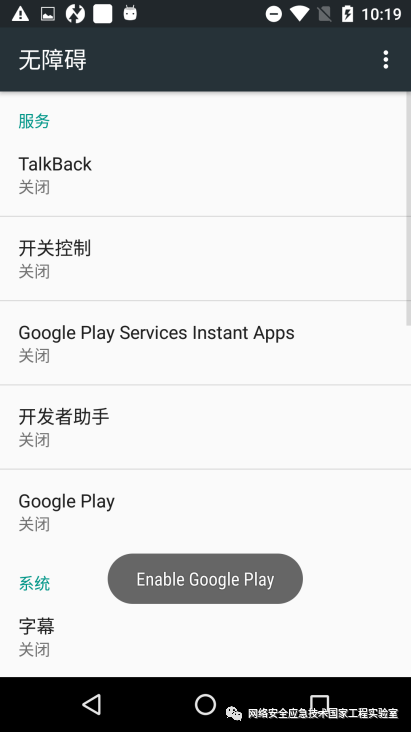 10:19
无障碍
服务
TalkBack
关闭
开关控制
关闭
Google Play Services Instant Apps
关闭
开发者助手
关闭
Google Play
关闭
Enable Google Play
系统
字幕
关闭
网络安全应急技术国家工程实验室